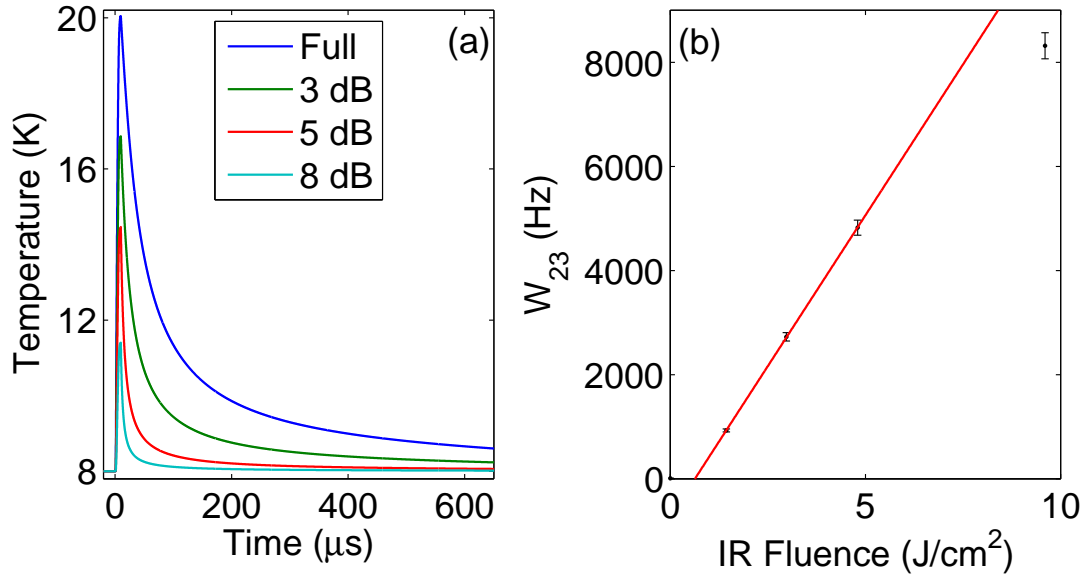 (a)
Full
3 dB
5 dB
8 dB
20
16
12
8
Temperature (K)
0
200
400
600
Time (μs)
(b)
8000
6000
4000
2000
0
W23 (Hz)
0
5
10
IR Fluence (J/cm²)